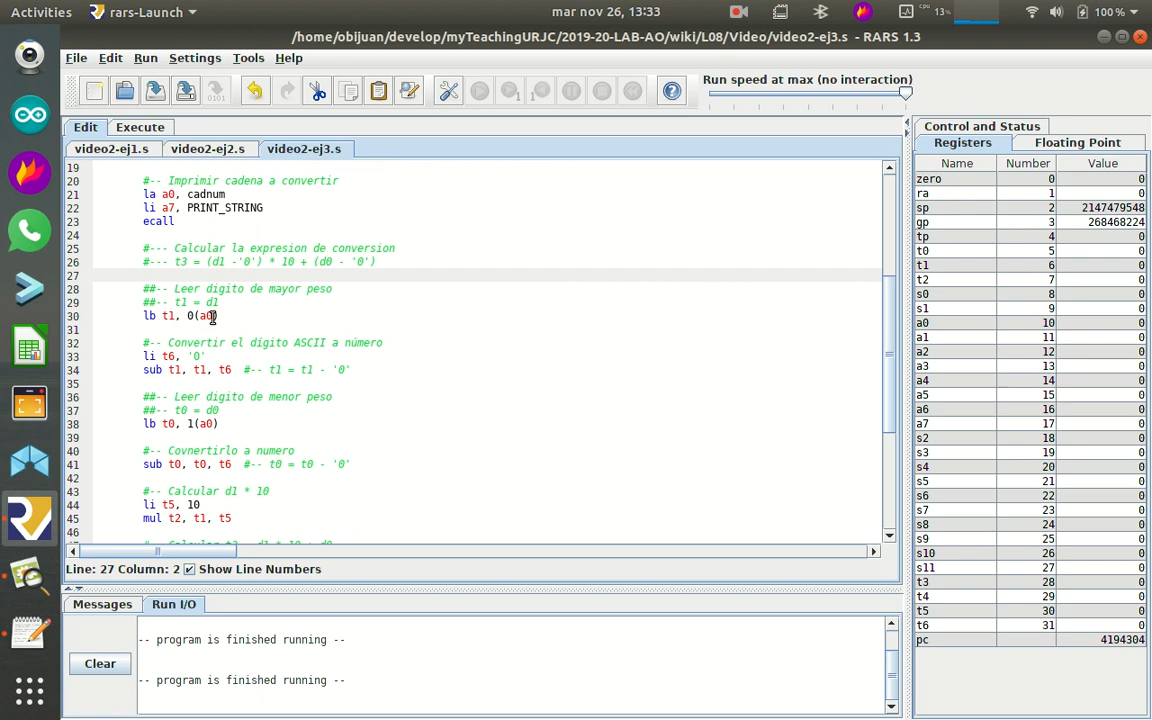 Activities rars-Launch mar nov 26, 13:33 cpu 13% 100%
/home/obijuan/develop/myTeachingURJC/2019-20-LAB-AO/wiki/L08/Video/video2-ej3.s - RARS 1.3
File Edit Run Settings Tools Help
Run speed at max (no interaction)
Edit Execute
video2-ej1.s video2-ej2.s video2-ej3.s
19
20 #-- Imprimir cadena a convertir
21 la a0, cadnum
22 li a7, PRINT_STRING
23 ecall
24
25 #--- Calcular la expresion de conversion
26 #--- t3 = (d1 -'0') * 10 + (d0 - '0')
27
28 ##-- Leer digito de mayor peso
29 ##-- t1 = d1
30 lb t1, 0(a0)
31
32 #-- Convertir el dígito ASCII a número
33 li t6, '0'
34 sub t1, t1, t6 #-- t1 = t1 - '0'
35
36 ##-- Leer digito de menor peso
37 ##-- t0 = d0
38 lb t0, 1(a0)
39
40 #-- Covnertirlo a numero
41 sub t0, t0, t6 #-- t0 = t0 - '0'
42
43 #-- Calcular d1 * 10
44 li t5, 10
45 mul t2, t1, t5
46
Line: 27 Column: 2 Show Line Numbers
Messages Run I/O
-- program is finished running --
-- program is finished running --
Clear
Control and Status
Registers Floating Point
Name Number Value
zero 0 0
ra 1 0
sp 2 2147479548
gp 3 268468224
tp 4 0
t0 5 0
t1 6 0
t2 7 0
s0 8 0
s1 9 0
a0 10 0
a1 11 0
a2 12 0
a3 13 0
a4 14 0
a5 15 0
a6 16 0
a7 17 0
s2 18 0
s3 19 0
s4 20 0
s5 21 0
s6 22 0
s7 23 0
s8 24 0
s9 25 0
s10 26 0
s11 27 0
t3 28 0
t4 29 0
t5 30 0
t6 31 0
pc 4194304